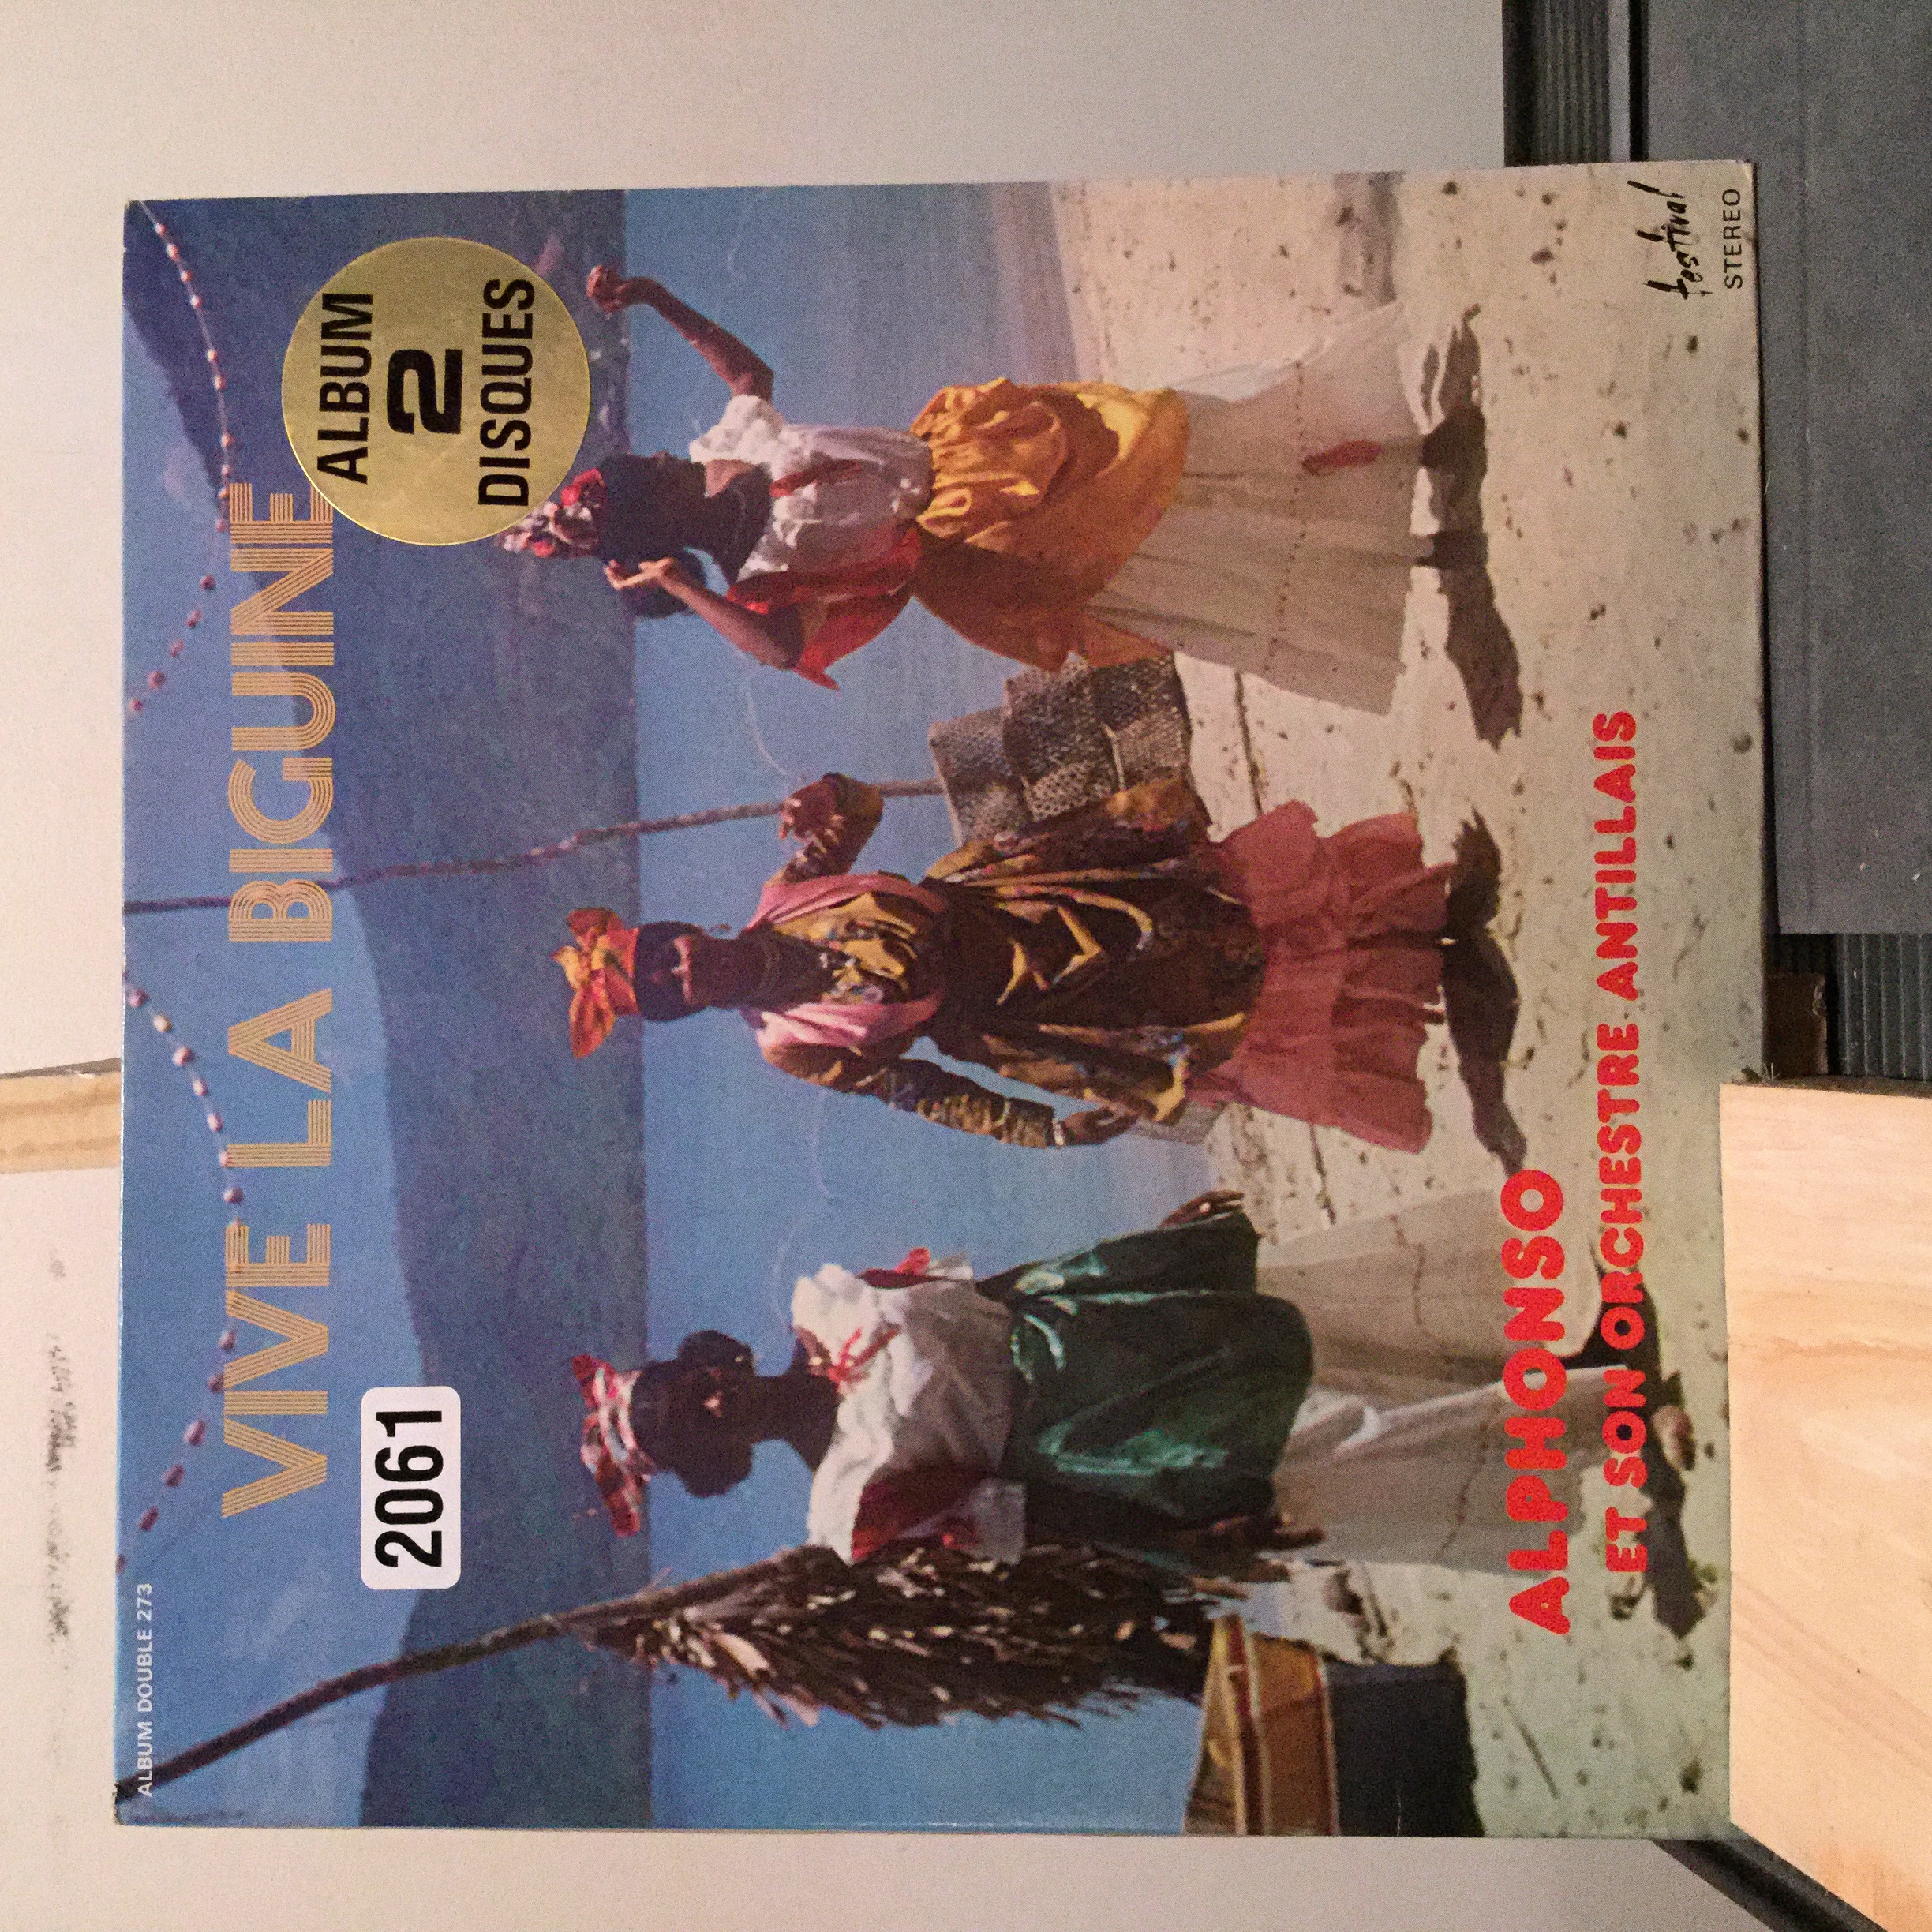 ALBUM DOUBLE 273
VIVE LA BIGUINE
2061
ALBUM
2
DISQUES
ALPHONSO
ET SON ORCHESTRE ANTILLAIS
festival
STEREO